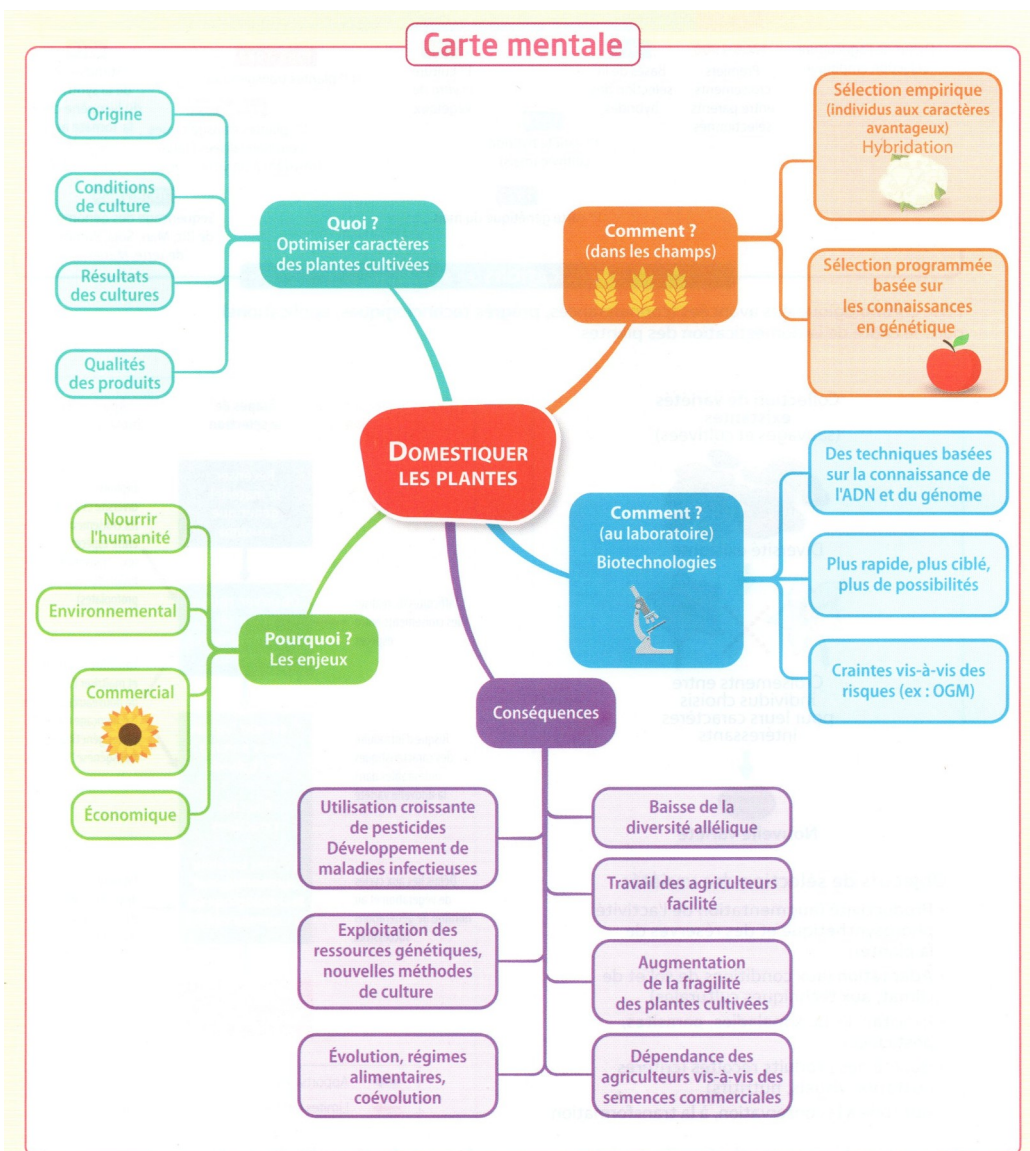 Carte mentale
Origine
Conditions
de culture
Résultats
des cultures
Qualités
des produits
Quoi ?
Optimiser caractères
des plantes cultivées
Comment ?
(dans les champs)
Sélection empirique
(individus aux caractères
avantageux)
Hybridation
Sélection programmée
basée sur
les connaissances
en génétique
DOMESTIQUER
LES PLANTES
Comment ?
(au laboratoire)
Biotechnologies
Des techniques basées
sur la connaissance de
l'ADN et du génome
Plus rapide, plus ciblé,
plus de possibilités
Craintes vis-à-vis des
risques (ex : OGM)
Nourrir
l'humanité
Environnemental
Commercial
Économique
Pourquoi ?
Les enjeux
Conséquences
Utilisation croissante
de pesticides
Développement de
maladies infectieuses
Exploitation des
ressources génétiques,
nouvelles méthodes
de culture
Évolution, régimes
alimentaires,
coévolution
Baisse de la
diversité allélique
Travail des agriculteurs
facilité
Augmentation
de la fragilité
des plantes cultivées
Dépendance des
agriculteurs vis-à-vis des
semences commerciales